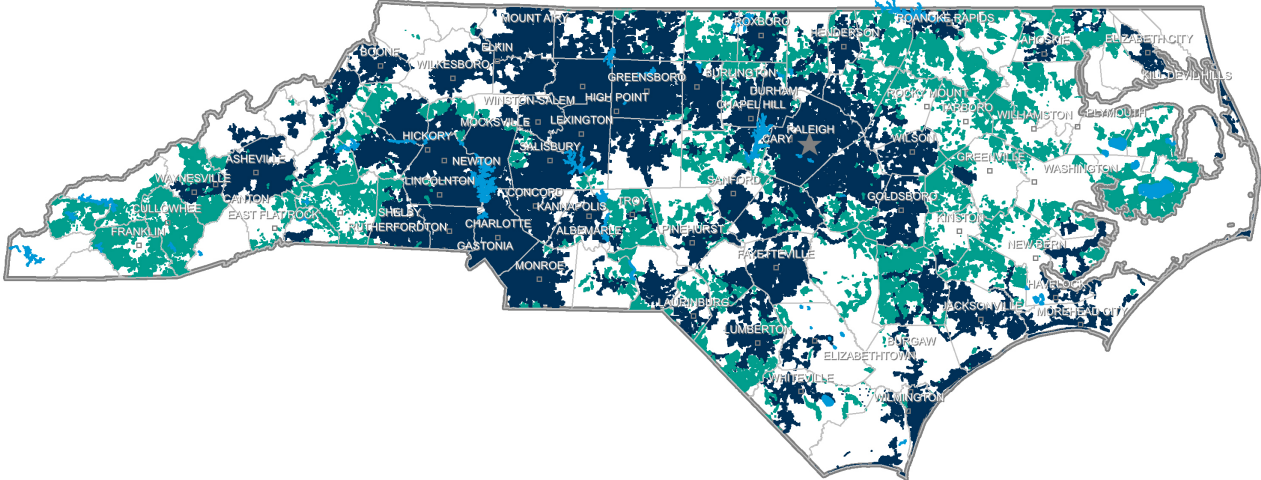 MOUNT AIRY
ROXBORO
ROANOKE RAPIDS
HENDERSON
AHOSKIE
ELIZABETH CITY
BOONE
ELKIN
WILKESBORO
GREENSBORO
BURLINGTON
KILL DEVIL HILLS
WINSTON-SALEM
HIGH POINT
DURHAM
CHAPEL HILL
ROCKY MOUNT
TARBORO
WILLIAMSTON
PLYMOUTH
MOCKSVILLE
LEXINGTON
HICKORY
RALEIGH
CARY
WILSON
SALISBURY
ASHEVILLE
NEWTON
GREENVILLE
WASHINGTON
WAYNESVILLE
LINCOLNTON
CONCORD
SANFORD
CANTON
GOLDSBORO
CULLOWHEE
EAST FLAT ROCK
SHELBY
KANNAPOLIS
TROY
KINSTON
FRANKLIN
RUTHERFORDTON
CHARLOTTE
ALBEMARLE
PINEHURST
GASTONIA
NEW BERN
FAYETTEVILLE
MONROE
HAVELOCK
LAURINBURG
JACKSONVILLE
MOREHEAD CITY
LUMBERTON
BURGAW
ELIZABETHTOWN
WHITEVILLE
WILMINGTON